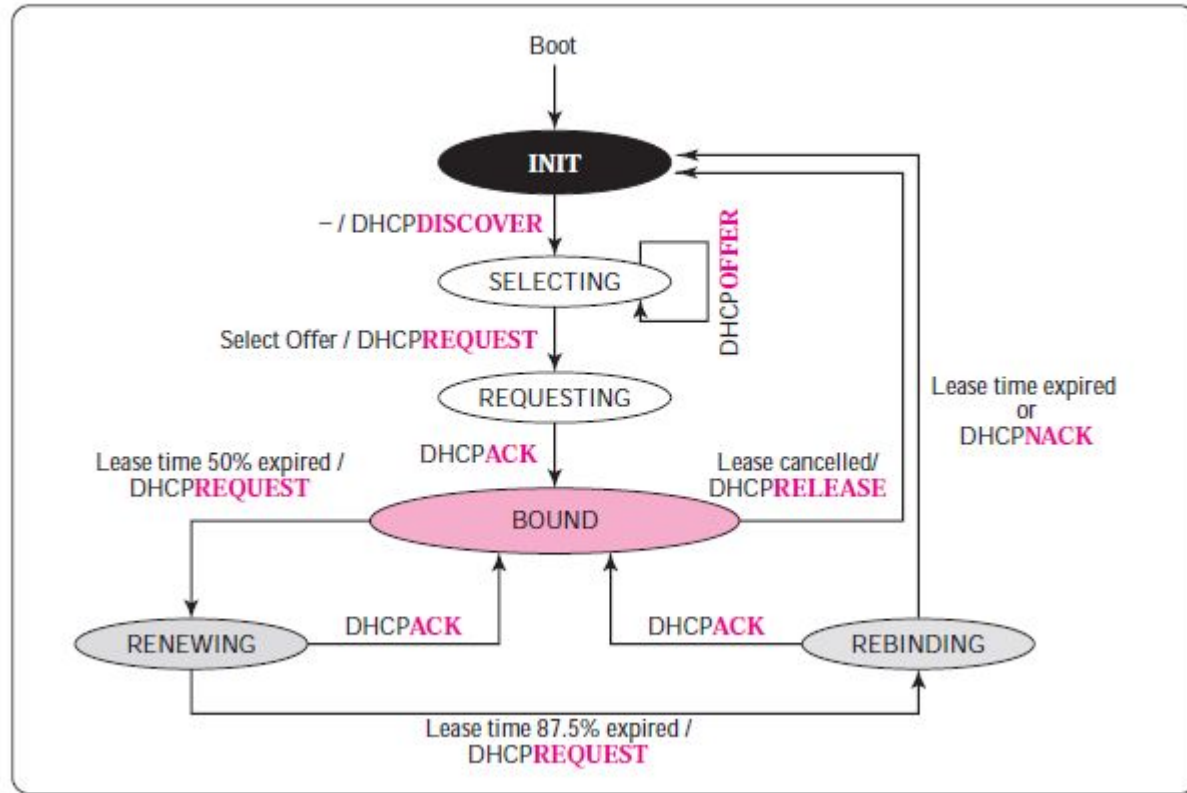 Boot
INIT
– / DHCPDISCOVER
DHCPOFFER
SELECTING
Select Offer / DHCPREQUEST
REQUESTING
Lease time expired
or
DHCPNACK
DHCPACK
Lease time 50% expired /
DHCPREQUEST
Lease cancelled/
DHCPRELEASE
BOUND
DHCPACK
DHCPACK
RENEWING
REBINDING
Lease time 87.5% expired /
DHCPREQUEST